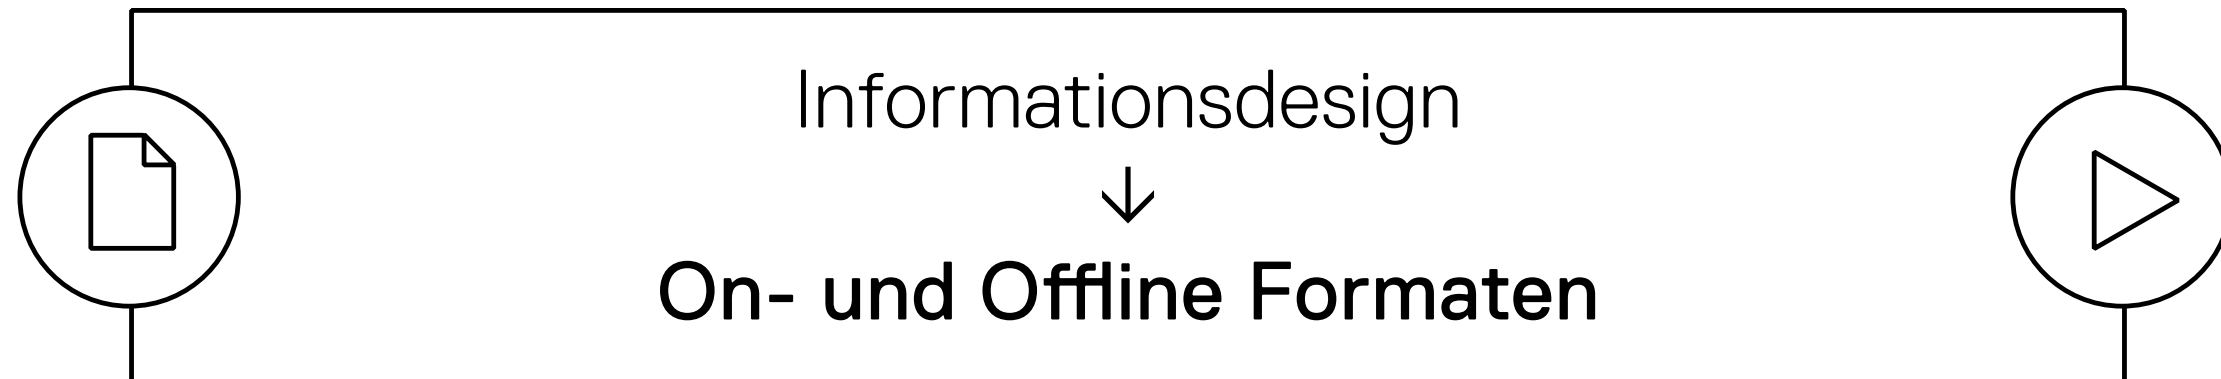 Informationsdesign
↓
On- und Offline Formaten